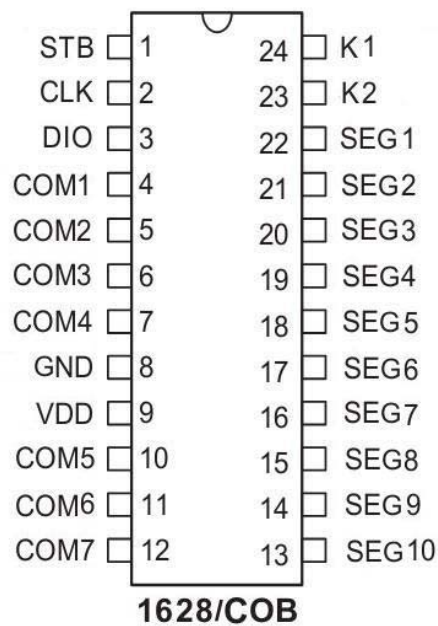 STB 1 24 K1
CLK 2 23 K2
DIO 3 22 SEG1
COM1 4 21 SEG2
COM2 5 20 SEG3
COM3 6 19 SEG4
COM4 7 18 SEG5
GND 8 17 SEG6
VDD 9 16 SEG7
COM5 10 15 SEG8
COM6 11 14 SEG9
COM7 12 13 SEG10
1628/COB